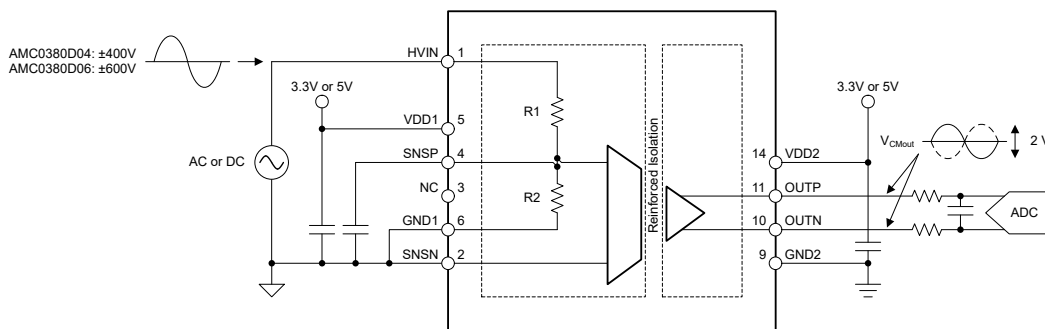 AMC0380D04: ±400V
AMC0380D06: ±600V
HVIN
1
3.3V or 5V
VDD1
5
AC or DC
SNSP
4
NC
3
GND1
6
SNSN
2
R1
R2
Reinforced Isolation
3.3V or 5V
14
VDD2
11
OUTP
10
OUTN
9
GND2
VCMout
2 V
ADC